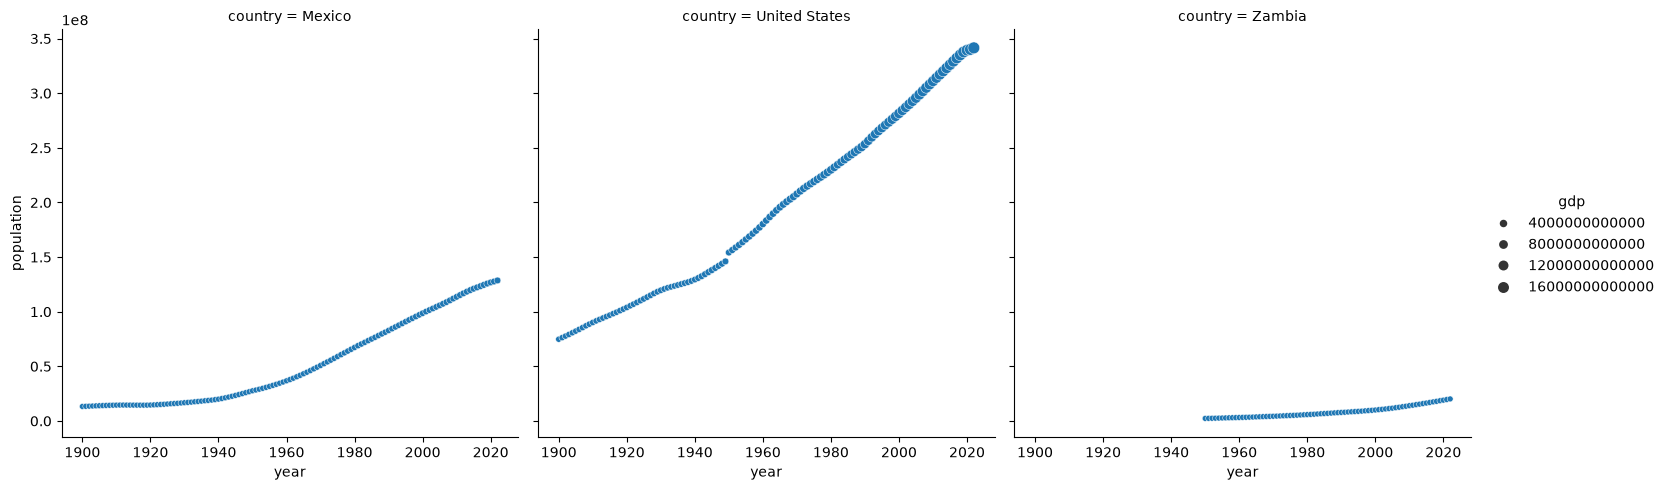 country = Mexico
country = United States
country = Zambia
1e8
3.5
3.0
2.5
2.0
1.5
1.0
0.5
0.0
population
1900 1920 1940 1960 1980 2000 2020
year
1900 1920 1940 1960 1980 2000 2020
year
1900 1920 1940 1960 1980 2000 2020
year
gdp
4000000000000
8000000000000
12000000000000
16000000000000